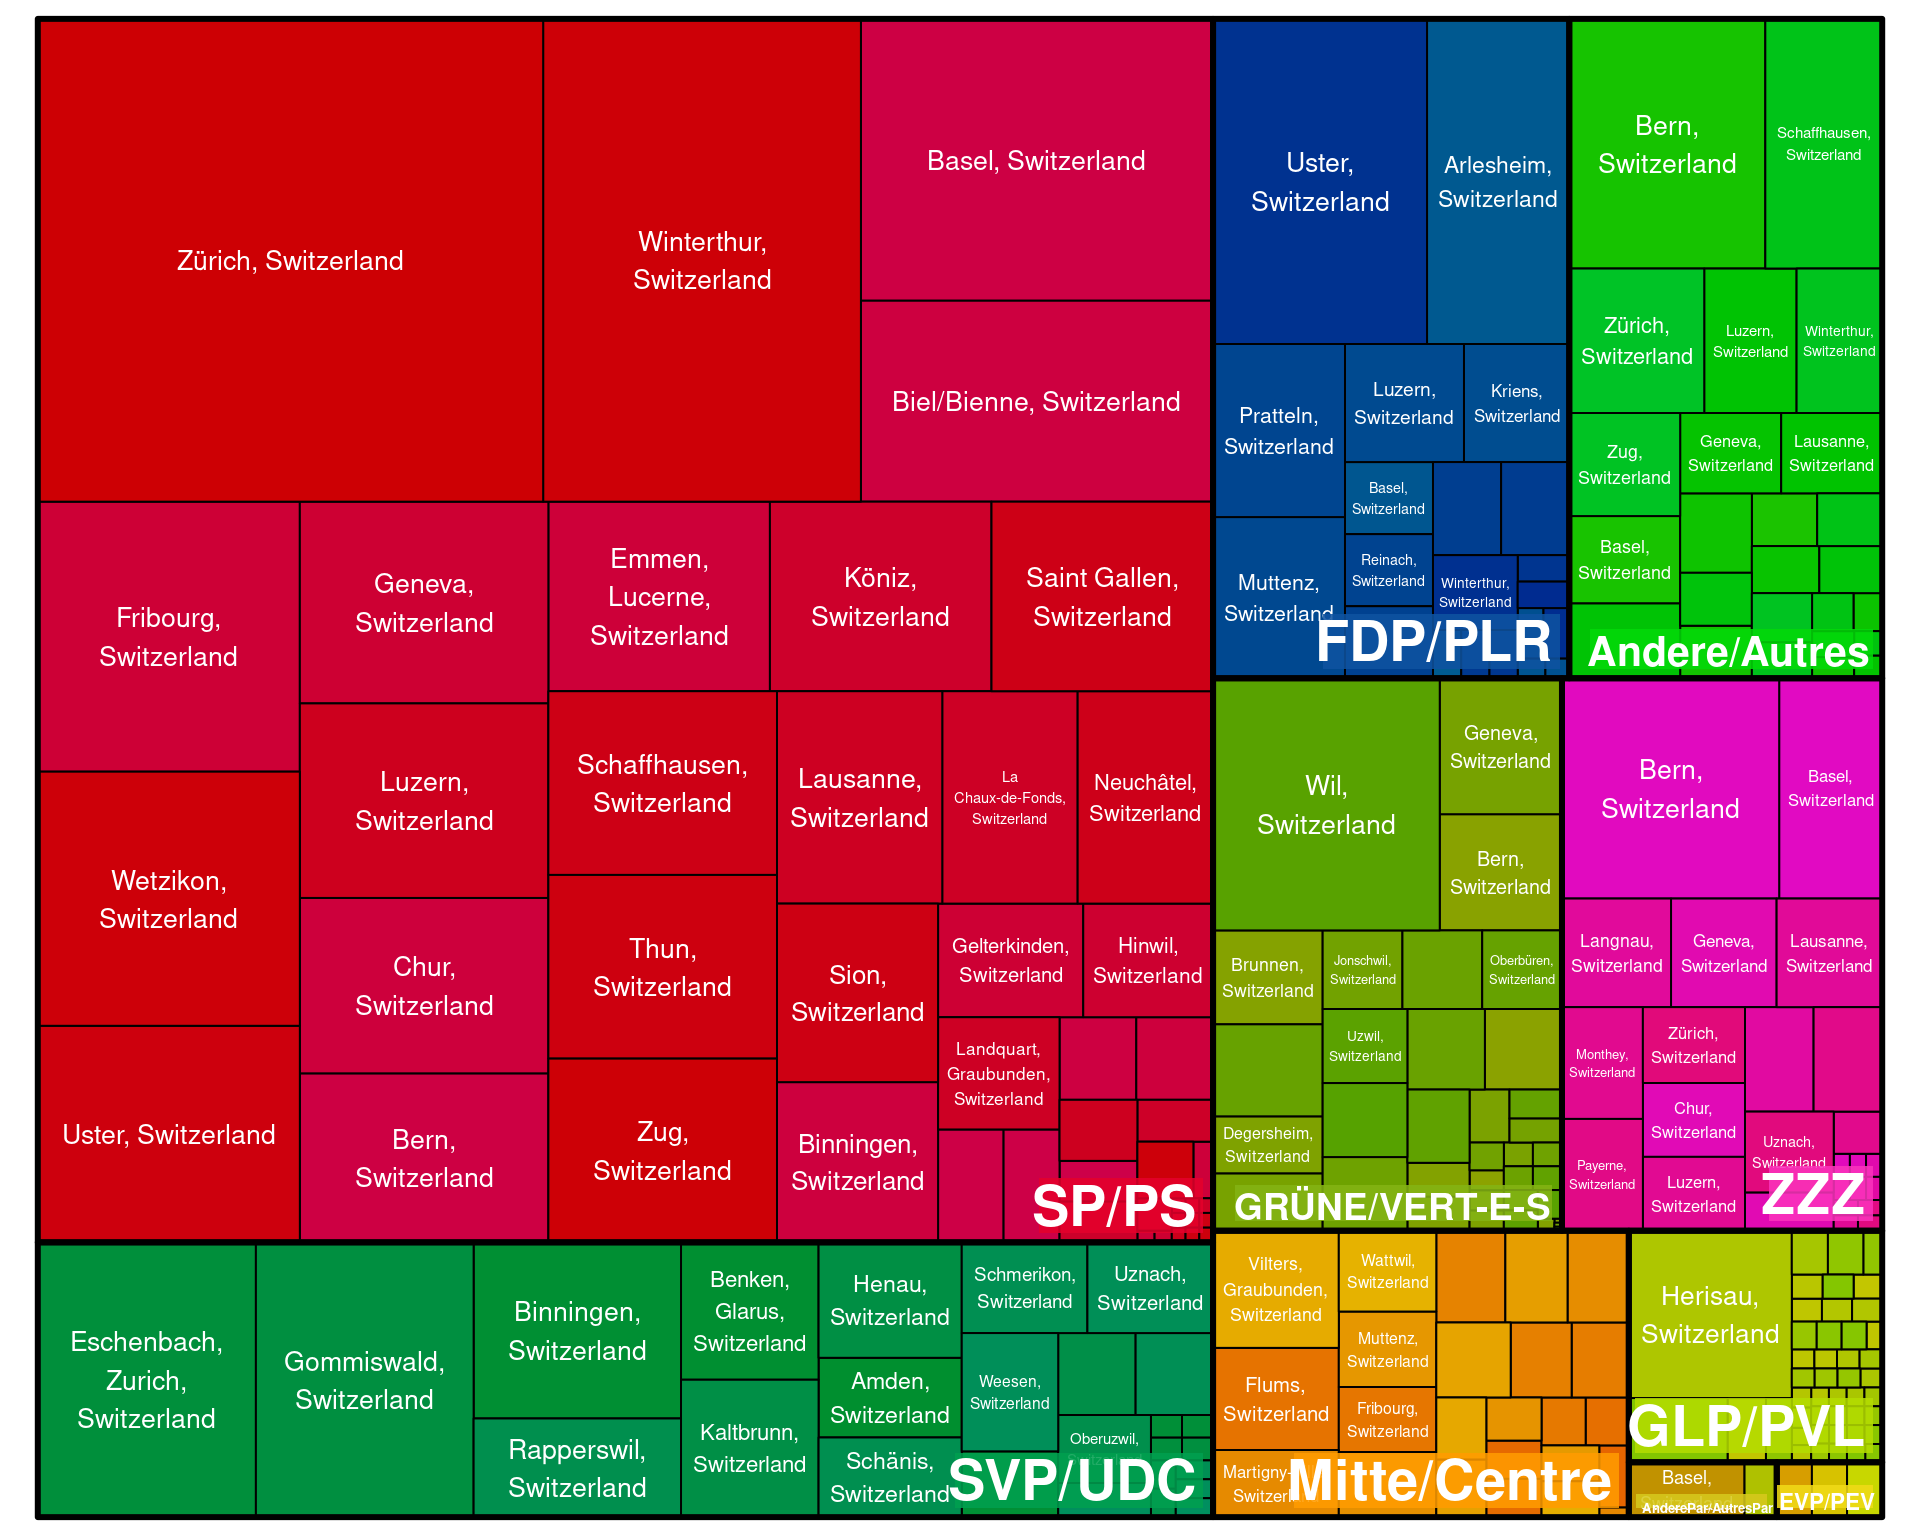 Zürich, Switzerland
Winterthur,
Switzerland
Basel, Switzerland
Biel/Bienne, Switzerland
Fribourg,
Switzerland
Geneva,
Switzerland
Emmen,
Lucerne,
Switzerland
Köniz,
Switzerland
Saint Gallen,
Switzerland
Wetzikon,
Switzerland
Luzern,
Switzerland
Schaffhausen,
Switzerland
Lausanne,
Switzerland
La
Chaux-de-Fonds,
Switzerland
Neuchâtel,
Switzerland
Chur,
Switzerland
Thun,
Switzerland
Sion,
Switzerland
Gelterkinden,
Switzerland
Hinwil,
Switzerland
Landquart,
Graubunden,
Switzerland
Uster, Switzerland
Bern,
Switzerland
Zug,
Switzerland
Binningen,
Switzerland
SP/PS
Eschenbach,
Zurich,
Switzerland
Gommiswald,
Switzerland
Binningen,
Switzerland
Rapperswil,
Switzerland
Benken,
Glarus,
Switzerland
Kaltbrunn,
Switzerland
Henau,
Switzerland
Amden,
Switzerland
Schänis,
Switzerland
Schmerikon,
Switzerland
Uznach,
Switzerland
Weesen,
Switzerland
Oberuzwil,
SVP/UDC
Uster,
Switzerland
Arlesheim,
Switzerland
Pratteln,
Switzerland
Luzern,
Switzerland
Kriens,
Switzerland
Basel,
Switzerland
Reinach,
Switzerland
Winterthur,
Switzerland
Muttenz,
Switzerland
FDP/PLR
Bern,
Switzerland
Schaffhausen,
Switzerland
Zürich,
Switzerland
Luzern,
Switzerland
Winterthur,
Switzerland
Zug,
Switzerland
Geneva,
Switzerland
Lausanne,
Switzerland
Basel,
Switzerland
Andere/Autres
Wil,
Switzerland
Geneva,
Switzerland
Bern,
Switzerland
Brunnen,
Switzerland
Jonschwil,
Switzerland
Oberbüren,
Switzerland
Uzwil,
Switzerland
Degersheim,
Switzerland
GRÜNE/VERT-E-S
Bern,
Switzerland
Basel,
Switzerland
Langnau,
Switzerland
Geneva,
Switzerland
Lausanne,
Switzerland
Monthey,
Switzerland
Zürich,
Switzerland
Chur,
Switzerland
Payerne,
Switzerland
Luzern,
Switzerland
Uznach,
Switzerland
ZZZ
Vilters,
Graubunden,
Switzerland
Wattwil,
Switzerland
Muttenz,
Switzerland
Flums,
Switzerland
Fribourg,
Switzerland
Martigny-
Mitte/Centre
Herisau,
Switzerland
GLP/PVL
Basel,
AnderePar/AutresPar
EVP/PEV